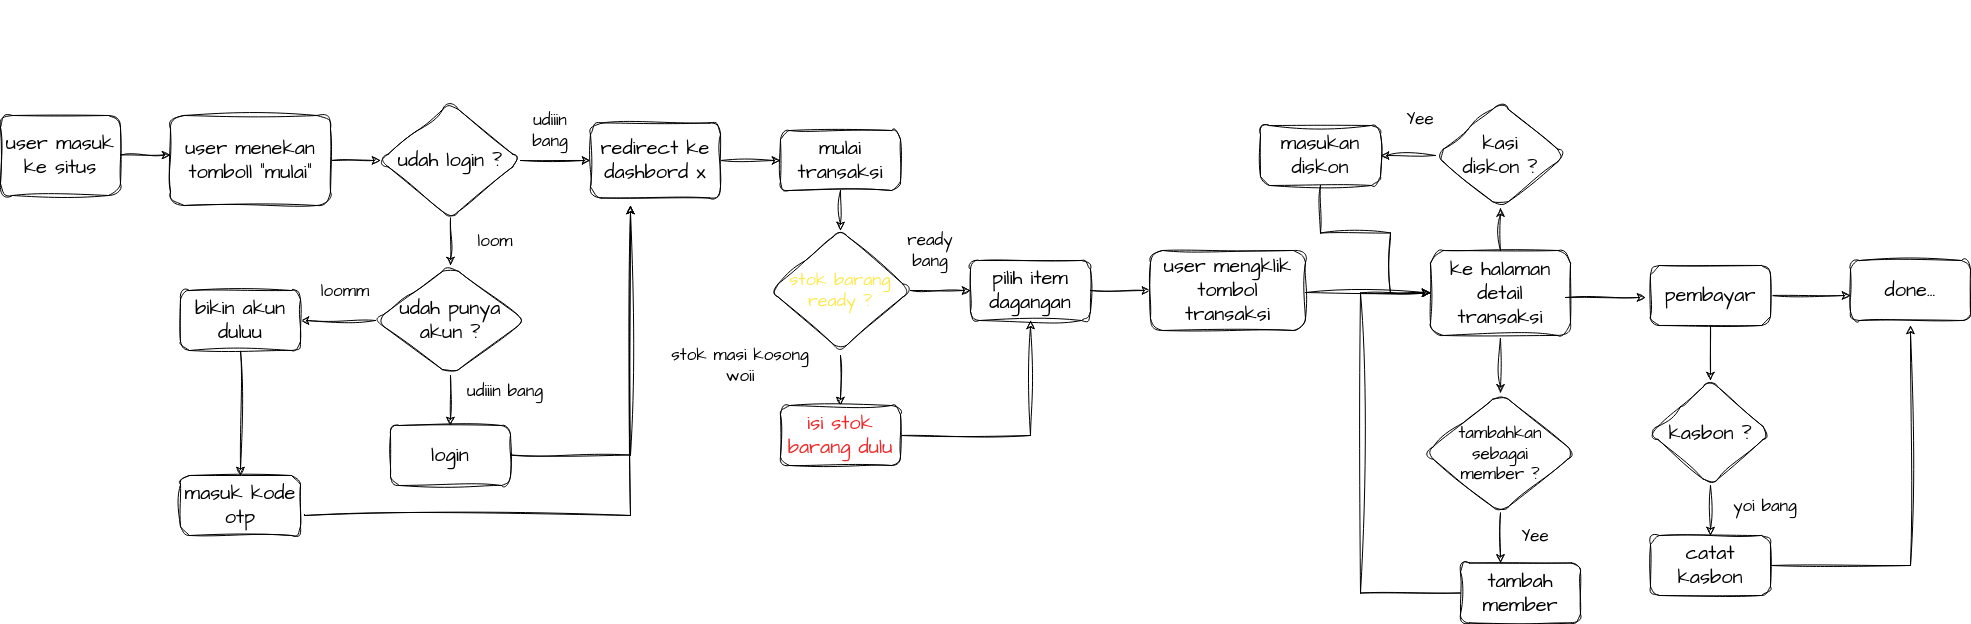 user masuk
ke situs
user menekan
tomboll "mulai"
udah login ?
udiiin
bang
redirect ke
dashbord x
mulai
transaksi
loom
udah punya
akun ?
loomm
bikin akun
duluu
masuk kode
otp
udiiin bang
login
stok barang
ready ?
ready
bang
stok masi kosong
woii
isi stok
barang dulu
pilih item
dagangan
user mengklik
tombol
transaksi
ke halaman
detail
transaksi
kasi
diskon ?
Yee
masukan
diskon
tambahkan
sebagai
member ?
Yee
tambah
member
pembayar
kasbon ?
yoi bang
catat
kasbon
done...